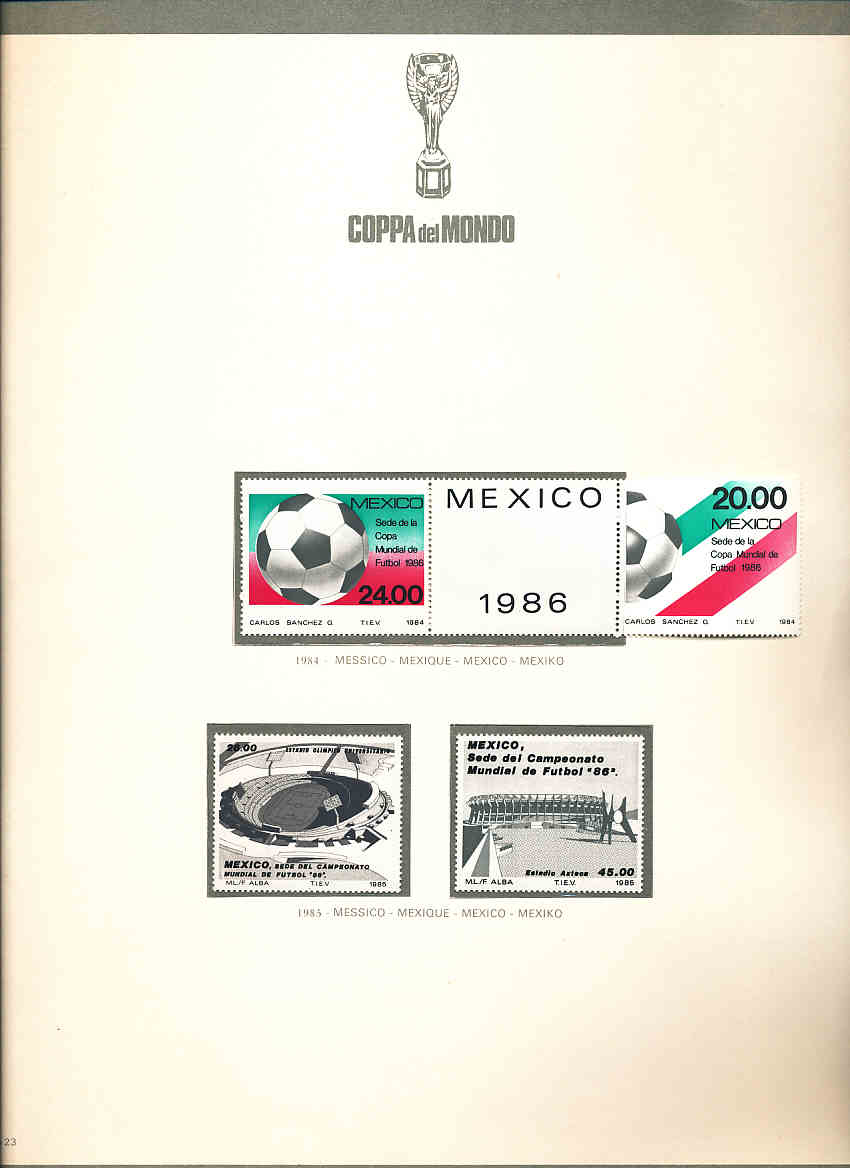 COPPA del MONDO
MEXICO
Sede de la
Copa
Mundial de
Futbol 1986
24.00
CARLOS SANCHEZ G. T.I.E.V. 1984
MEXICO
1986
20.00
MEXICO
Sede de la
Copa Mundial de
Futbol 1986
CARLOS SANCHEZ G. T.I.E.V. 1984
1984 - MESSICO - MEXIQUE - MEXICO - MEXIKO
26.00 ESTADIO OLIMPICO UNIVERSITARIO
MEXICO, SEDE DEL CAMPEONATO
MUNDIAL DE FUTBOL "86".
ML/F ALBA T.I.E.V. 1985
MEXICO,
Sede del Campeonato
Mundial de Futbol "86".
Estadio Azteca 45.00
ML/F ALBA T.I.E.V. 1985
1985 - MESSICO - MEXIQUE - MEXICO - MEXIKO
23